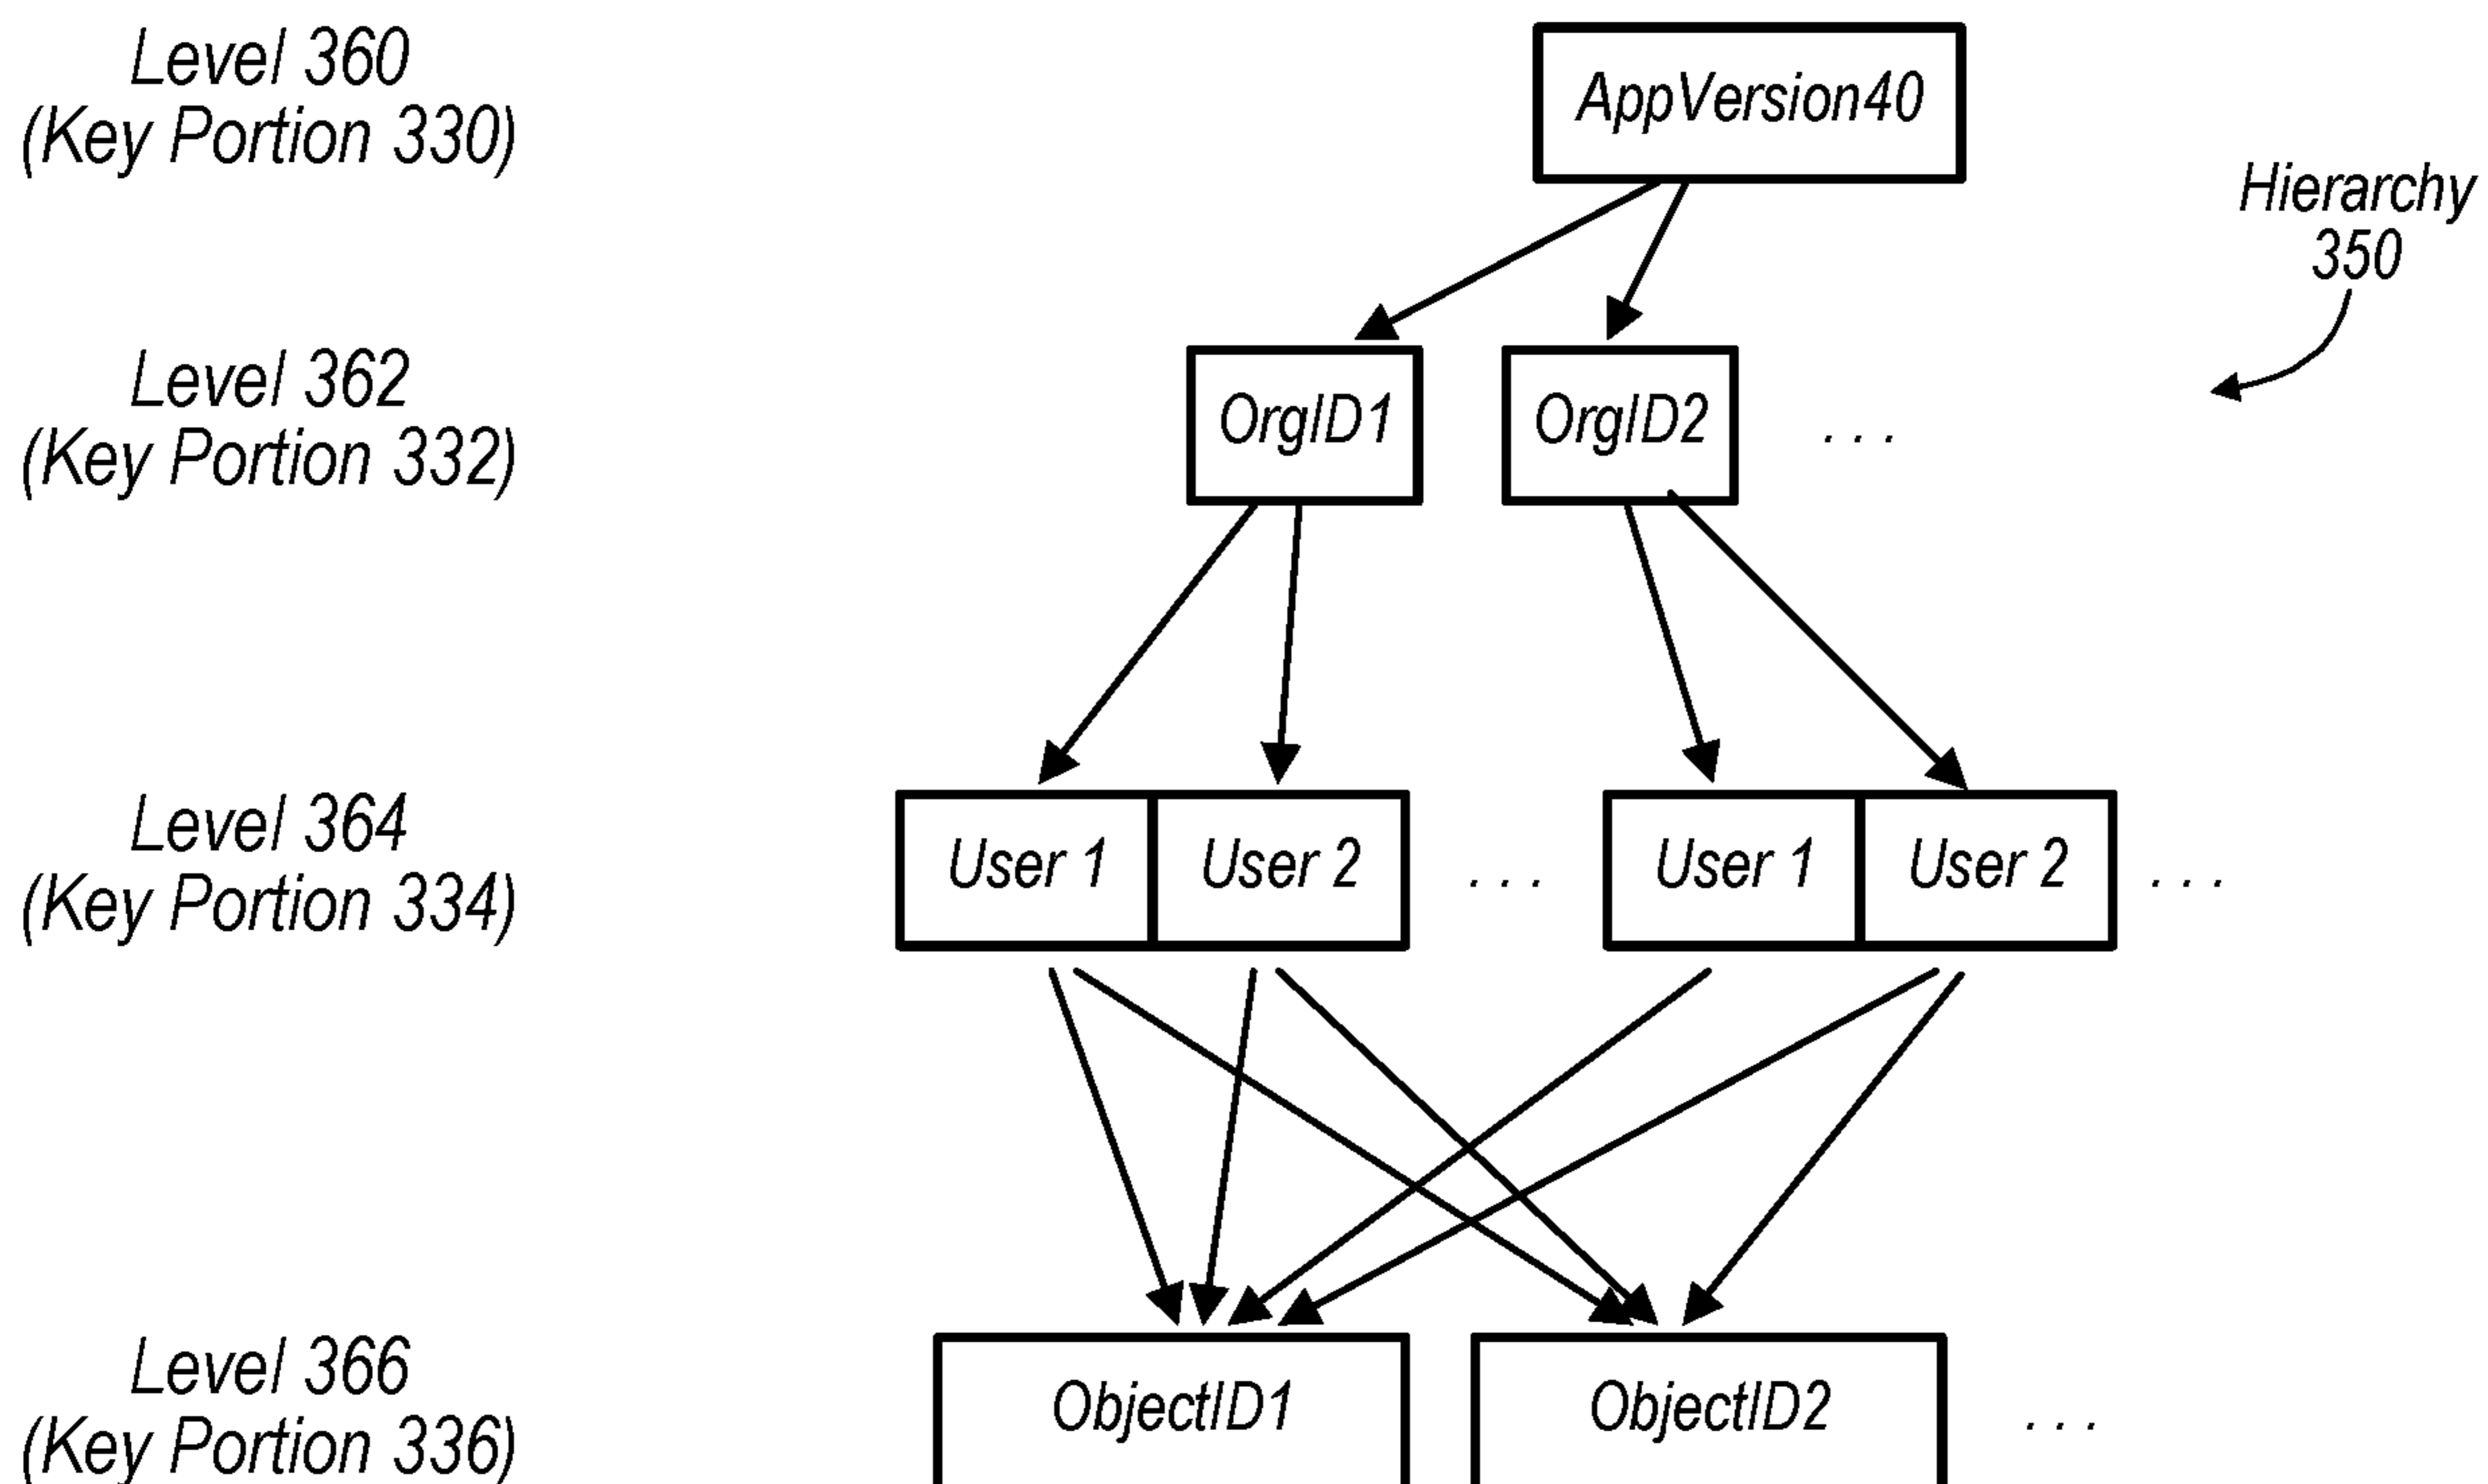 Level 360
(Key Portion 330)
AppVersion40
Hierarchy
350
Level 362
(Key Portion 332)
OrgID1
OrgID2
. . .
Level 364
(Key Portion 334)
User 1
User 2
. . .
User 1
User 2
. . .
Level 366
(Key Portion 336)
ObjectID1
ObjectID2
. . .